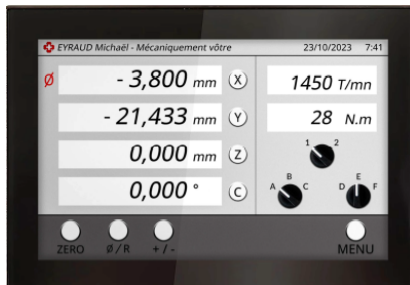 EYRAUD Michaël - Mécaniquement vôtre 23/10/2023 7:41
Ø - 3,800 mm X 1450 T/mn
- 21,433 mm Y 28 N.m
0,000 mm Z 1 2
0,000 ° C A B C D E F
ZERO Ø/R +/- MENU